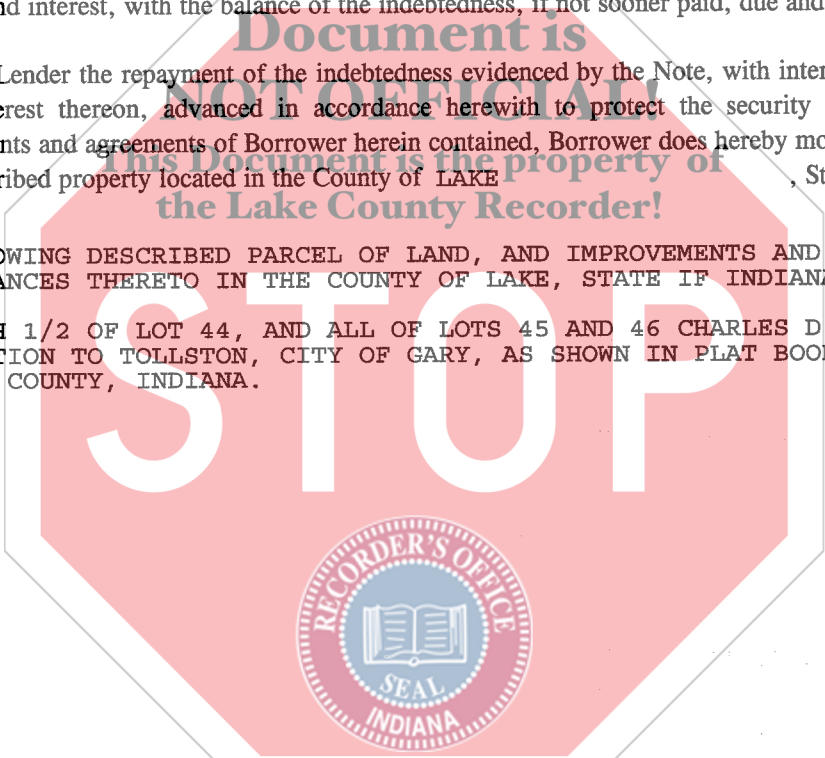 nd interest, with the balance of the indebtedness, if not sooner paid, due and
Document is
Lender the repayment of the indebtedness evidenced by the Note, with inter
NOT OFFICIAL!
erest thereon, advanced in accordance herewith to protect the security
nts and agreements of Borrower herein contained, Borrower does hereby mo
This Document is the property of
ribed property located in the County of LAKE , St
the Lake County Recorder!
OWING DESCRIBED PARCEL OF LAND, AND IMPROVEMENTS AND
ANCES THERETO IN THE COUNTY OF LAKE, STATE IF INDIANA
H 1/2 OF LOT 44, AND ALL OF LOTS 45 AND 46 CHARLES D
TION TO TOLLSTON, CITY OF GARY, AS SHOWN IN PLAT BOO
COUNTY, INDIANA.
STOP
RECORDER'S OFFICE
SEAL
INDIANA